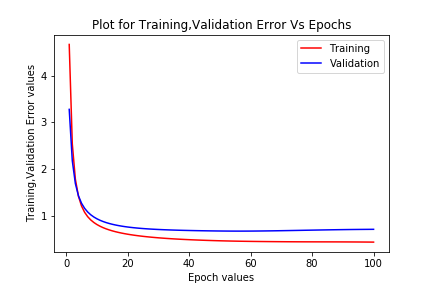 Plot for Training,Validation Error Vs Epochs
Training
Validation
Training,Validation Error values
4
3
2
1
0
20
40
60
80
100
Epoch values